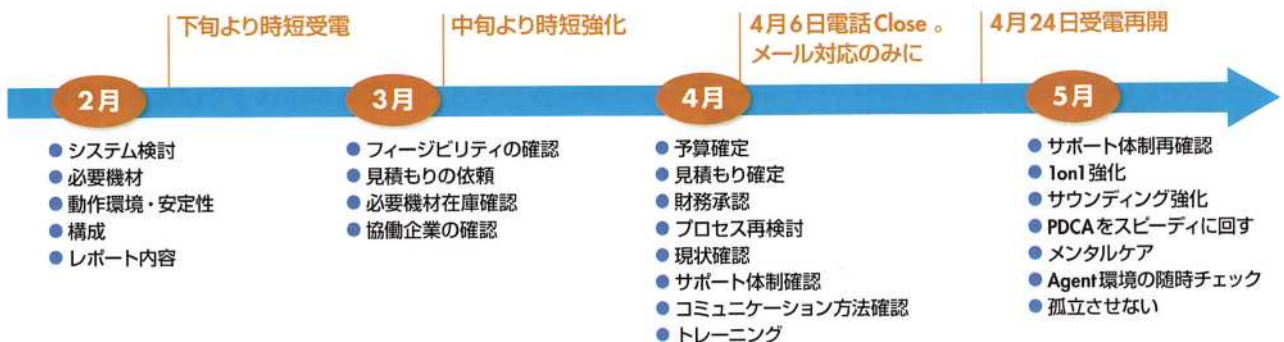 下旬より時短受電
中旬より時短強化
4月6日電話Close。
メール対応のみに
4月24日受電再開
2月
3月
4月
5月
● システム検討
● 必要機材
● 動作環境・安定性
● 構成
● レポート内容
● フィージビリティの確認
● 見積もりの依頼
● 必要機材在庫確認
● 協働企業の確認
● 予算確定
● 見積もり確定
● 財務承認
● プロセス再検討
● 現状確認
● サポート体制確認
● コミュニケーション方法確認
● トレーニング
● サポート体制再確認
● 1on1強化
● サウンディング強化
● PDCAをスピーディに回す
● メンタルケア
● Agent環境の随時チェック
● 孤立させない